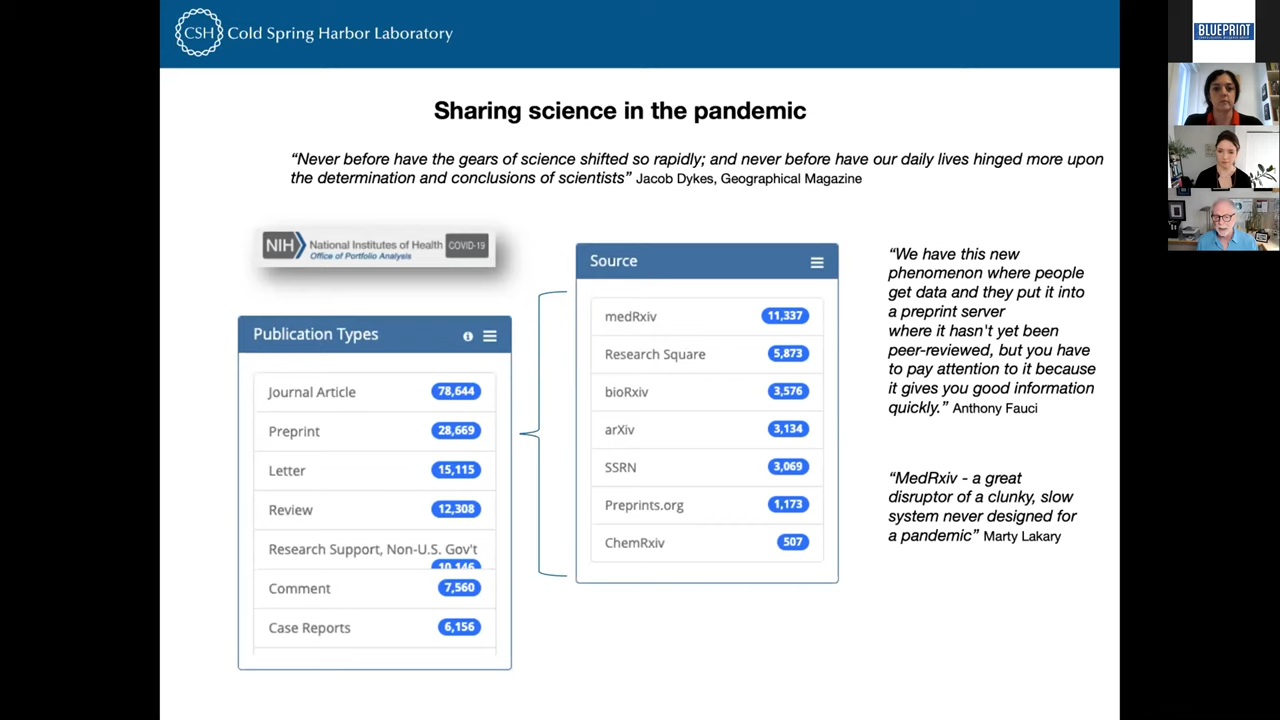 CSH Cold Spring Harbor Laboratory
BLUEPRINT
Sharing science in the pandemic
“Never before have the gears of science shifted so rapidly; and never before have our daily lives hinged more upon
the determination and conclusions of scientists” Jacob Dykes, Geographical Magazine
NIH National Institutes of Health COVID-19
Office of Portfolio Analysis
Publication Types
Journal Article 78,644
Preprint 28,669
Letter 15,115
Review 12,308
Research Support, Non-U.S. Gov't
10,146
Comment 7,560
Case Reports 6,156
Source
medRxiv 11,337
Research Square 5,873
bioRxiv 3,576
arXiv 3,134
SSRN 3,069
Preprints.org 1,173
ChemRxiv 507
“We have this new
phenomenon where people
get data and they put it into
a preprint server
where it hasn't yet been
peer-reviewed, but you have
to pay attention to it because
it gives you good information
quickly.” Anthony Fauci
“MedRxiv - a great
disruptor of a clunky, slow
system never designed for
a pandemic” Marty Lakary